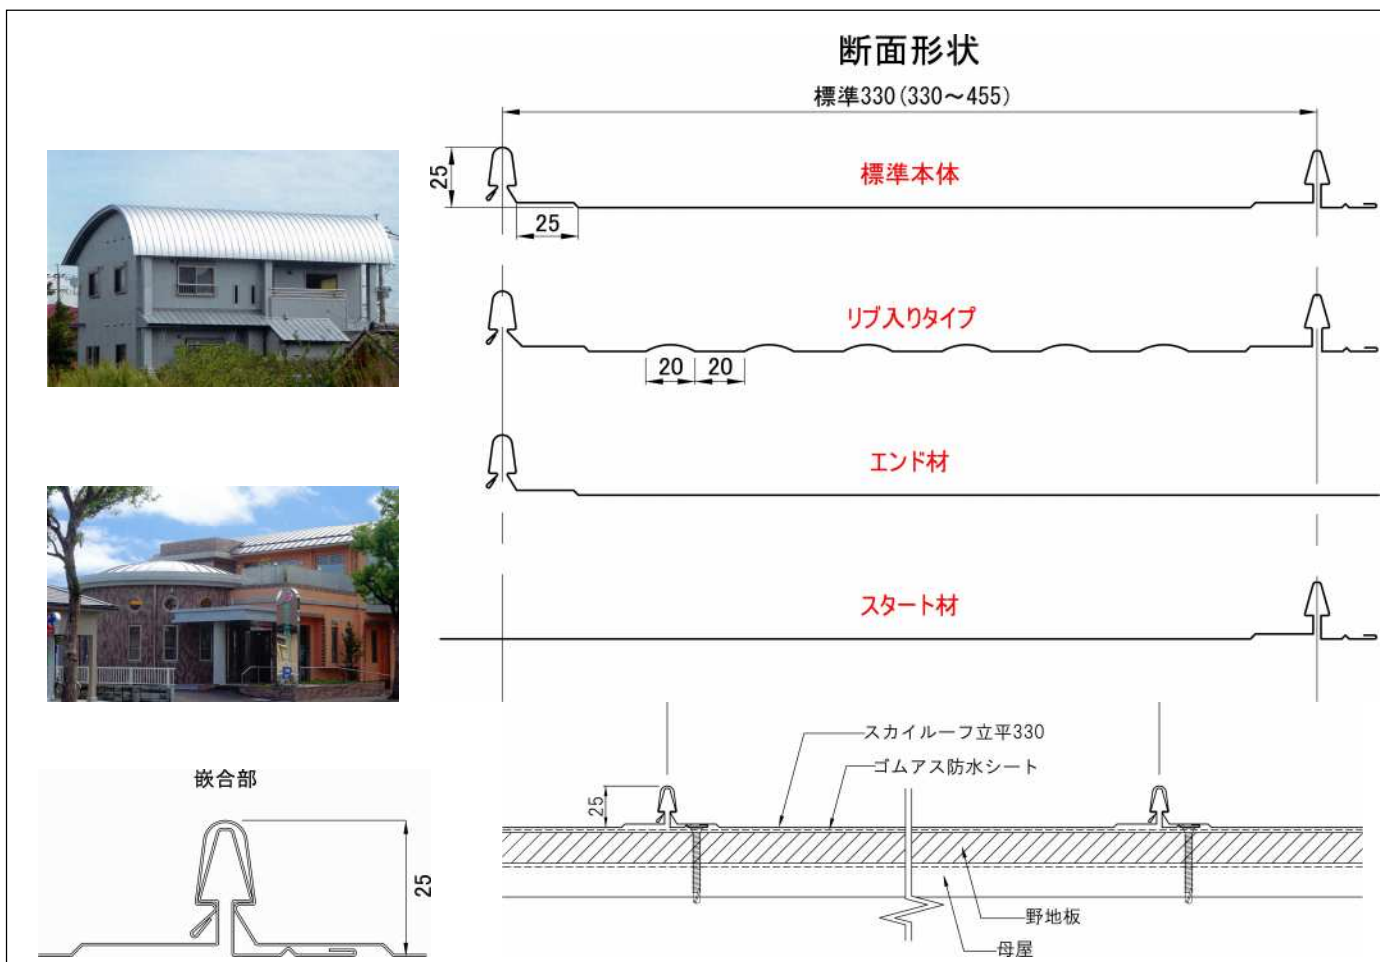 断面形状
標準330(330～455)
25
標準本体
25
リブ入りタイプ
20
20
エンド材
スタート材
スカイルーフ立平330
ゴムアス防水シート
25
野地板
母屋
嵌合部
25